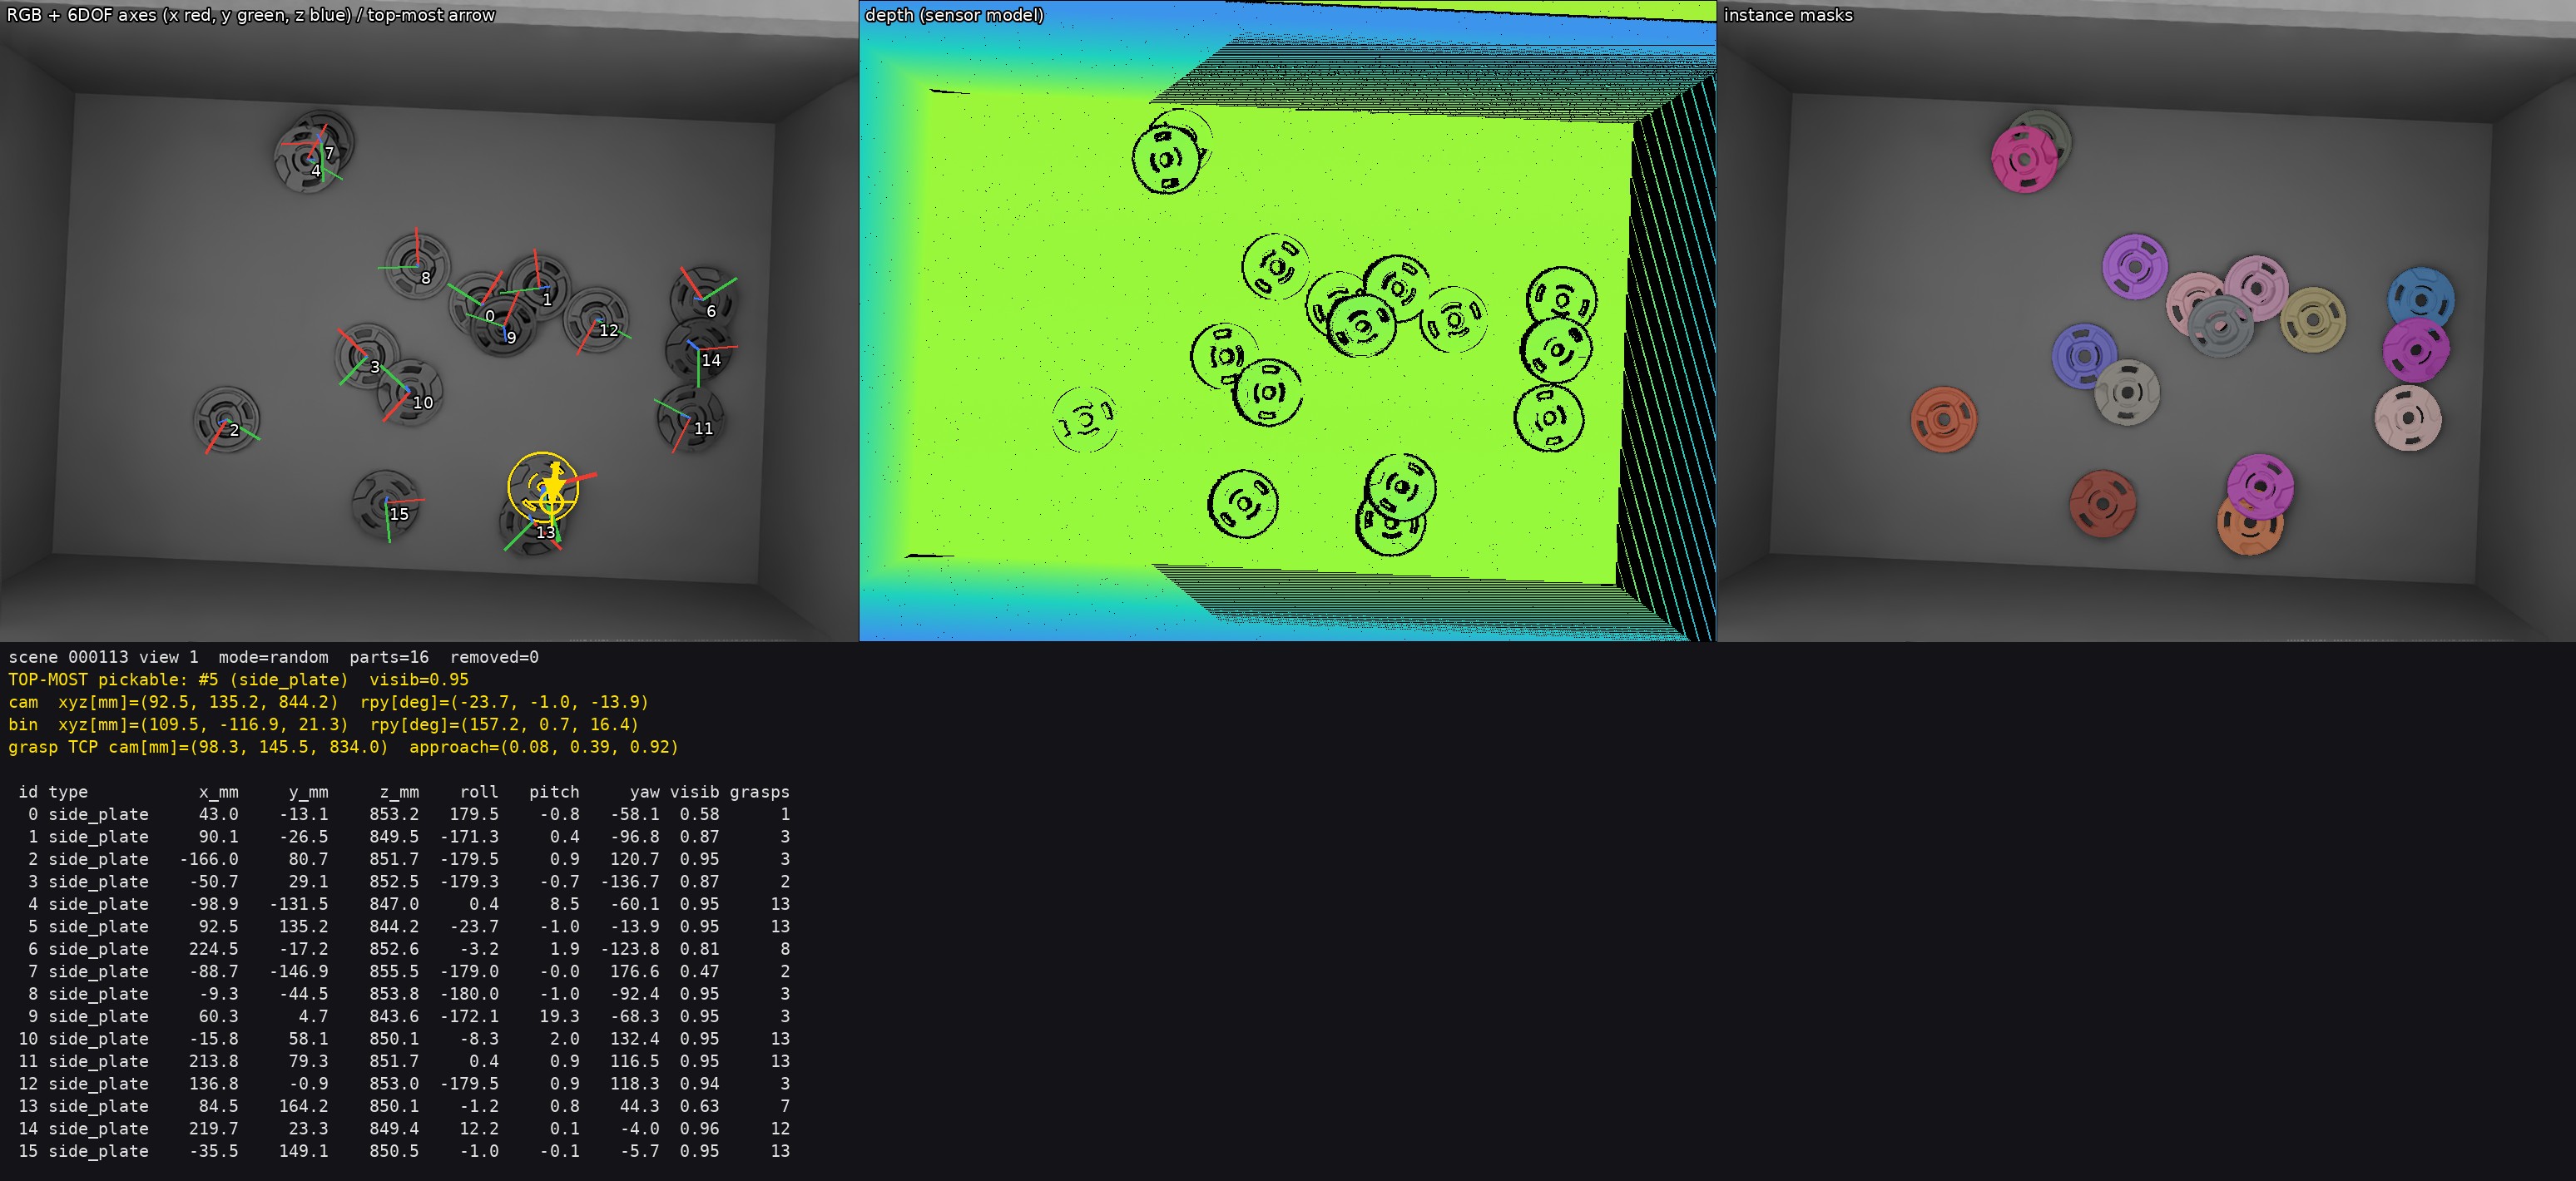 RGB + 6DOF axes (x red, y green, z blue) / top-most arrow
depth (sensor model)
instance masks
7
4
8
1
0
9
12
6
14
3
10
11
2
15
13
scene 000113 view 1 mode=random parts=16 removed=0
TOP-MOST pickable: #5 (side_plate) visib=0.95
cam xyz[mm]=(92.5, 135.2, 844.2) rpy[deg]=(-23.7, -1.0, -13.9)
bin xyz[mm]=(109.5, -116.9, 21.3) rpy[deg]=(157.2, 0.7, 16.4)
grasp TCP cam[mm]=(98.3, 145.5, 834.0) approach=(0.08, 0.39, 0.92)
id type x_mm y_mm z_mm roll pitch yaw visib grasps
0 side_plate 43.0 -13.1 853.2 179.5 -0.8 -58.1 0.58 1
1 side_plate 90.1 -26.5 849.5 -171.3 0.4 -96.8 0.87 3
2 side_plate -166.0 80.7 851.7 -179.5 0.9 120.7 0.95 3
3 side_plate -50.7 29.1 852.5 -179.3 -0.7 -136.7 0.87 2
4 side_plate -98.9 -131.5 847.0 0.4 8.5 -60.1 0.95 13
5 side_plate 92.5 135.2 844.2 -23.7 -1.0 -13.9 0.95 13
6 side_plate 224.5 -17.2 852.6 -3.2 1.9 -123.8 0.81 8
7 side_plate -88.7 -146.9 855.5 -179.0 -0.0 176.6 0.47 2
8 side_plate -9.3 -44.5 853.8 -180.0 -1.0 -92.4 0.95 3
9 side_plate 60.3 4.7 843.6 -172.1 19.3 -68.3 0.95 3
10 side_plate -15.8 58.1 850.1 -8.3 2.0 132.4 0.95 13
11 side_plate 213.8 79.3 851.7 0.4 0.9 116.5 0.95 13
12 side_plate 136.8 -0.9 853.0 -179.5 0.9 118.3 0.94 3
13 side_plate 84.5 164.2 850.1 -1.2 0.8 44.3 0.63 7
14 side_plate 219.7 23.3 849.4 12.2 0.1 -4.0 0.96 12
15 side_plate -35.5 149.1 850.5 -1.0 -0.1 -5.7 0.95 13